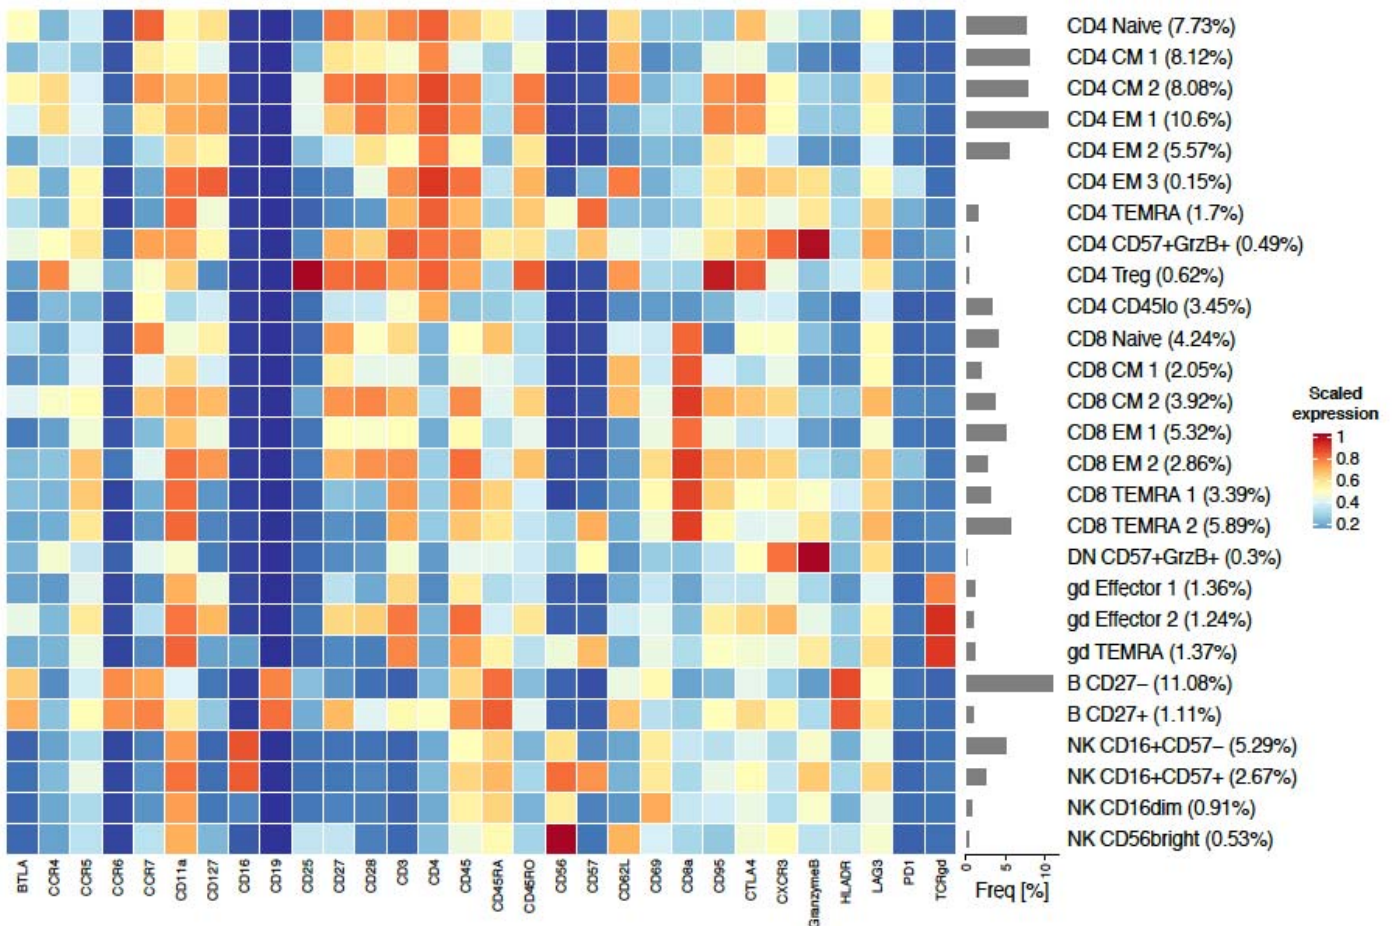 CD4 Naive (7.73%)
CD4 CM 1 (8.12%)
CD4 CM 2 (8.08%)
CD4 EM 1 (10.6%)
CD4 EM 2 (5.57%)
CD4 EM 3 (0.15%)
CD4 TEMRA (1.7%)
CD4 CD57+GrzB+ (0.49%)
CD4 Treg (0.62%)
CD4 CD45lo (3.45%)
CD8 Naive (4.24%)
CD8 CM 1 (2.05%)
CD8 CM 2 (3.92%)
CD8 EM 1 (5.32%)
CD8 EM 2 (2.86%)
CD8 TEMRA 1 (3.39%)
CD8 TEMRA 2 (5.89%)
DN CD57+GrzB+ (0.3%)
gd Effector 1 (1.36%)
gd Effector 2 (1.24%)
gd TEMRA (1.37%)
B CD27− (11.08%)
B CD27+ (1.11%)
NK CD16+CD57− (5.29%)
NK CD16+CD57+ (2.67%)
NK CD16dim (0.91%)
NK CD56bright (0.53%)
Scaled
expression
1
0.8
0.6
0.4
0.2
BTLA
CCR4
CCR5
CCR6
CCR7
CD11a
CD127
CD16
CD19
CD25
CD27
CD28
CD3
CD4
CD45
CD45RA
CD45RO
CD56
CD57
CD62L
CD69
CD8a
CD95
CTLA4
CXCR3
GranzymeB
HLADR
LAG3
PD1
TCRgd
0 5 10
Freq [%]